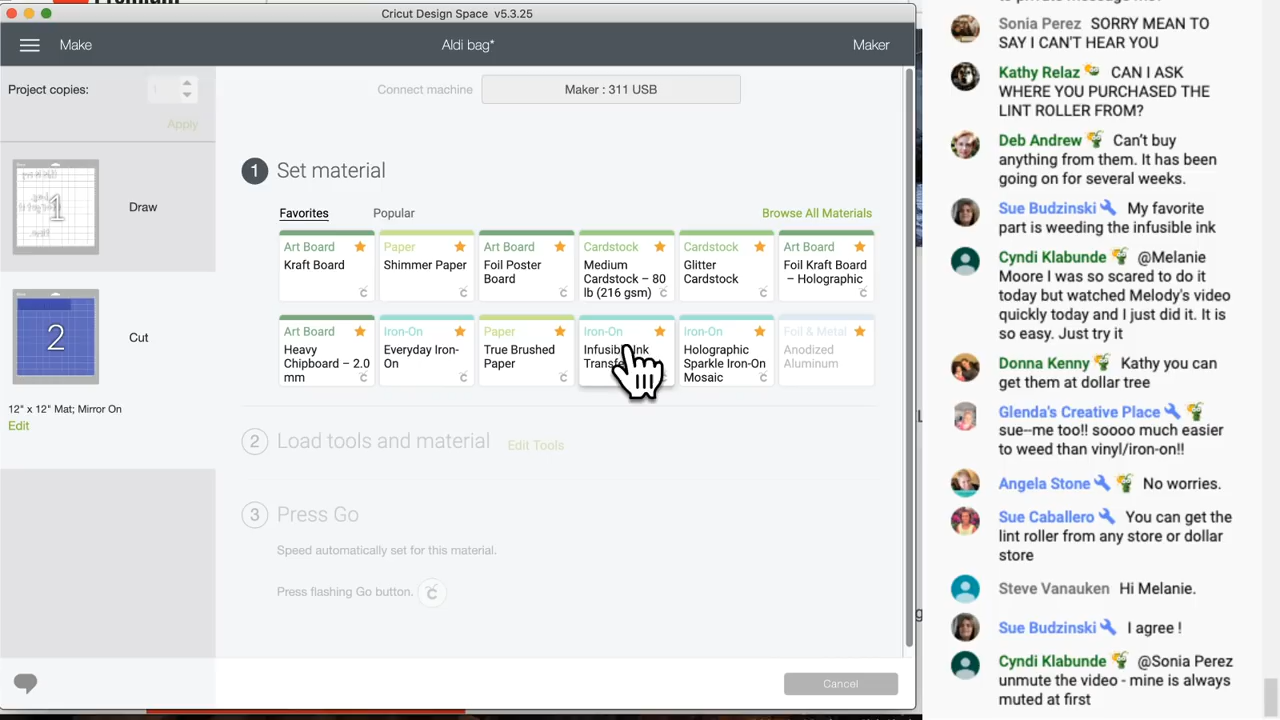 Premium
Cricut Design Space v5.3.25
Make
Aldi bag*
Maker
Project copies:
1
Apply
Connect machine
Maker : 311 USB
1
Draw
2
Cut
12" x 12" Mat; Mirror On
Edit
1 Set material
Favorites
Popular
Browse All Materials
Art Board
Kraft Board
Paper
Shimmer Paper
Art Board
Foil Poster
Board
Cardstock
Medium
Cardstock – 80
lb (216 gsm)
Cardstock
Glitter
Cardstock
Art Board
Foil Kraft Board
– Holographic
Art Board
Heavy
Chipboard – 2.0
mm
Iron-On
Everyday Iron-
On
Paper
True Brushed
Paper
Iron-On
Infusible Ink
Transfer
Iron-On
Holographic
Sparkle Iron-On
Mosaic
Foil & Metal
Anodized
Aluminum
2 Load tools and material Edit Tools
3 Press Go
Speed automatically set for this material.
Press flashing Go button.
Cancel
Sonia Perez SORRY MEAN TO
SAY I CAN'T HEAR YOU
Kathy Relaz CAN I ASK
WHERE YOU PURCHASED THE
LINT ROLLER FROM?
Deb Andrew Can't buy
anything from them. It has been
going on for several weeks.
Sue Budzinski My favorite
part is weeding the infusible ink
Cyndi Klabunde @Melanie
Moore I was so scared to do it
today but watched Melody's video
quickly today and I just did it. It is
so easy. Just try it
Donna Kenny Kathy you can
get them at dollar tree
Glenda's Creative Place
sue--me too!! soooo much easier
to weed than vinyl/iron-on!!
Angela Stone No worries.
Sue Caballero You can get the
lint roller from any store or dollar
store
Steve Vanauken Hi Melanie.
Sue Budzinski I agree !
Cyndi Klabunde @Sonia Perez
unmute the video - mine is always
muted at first